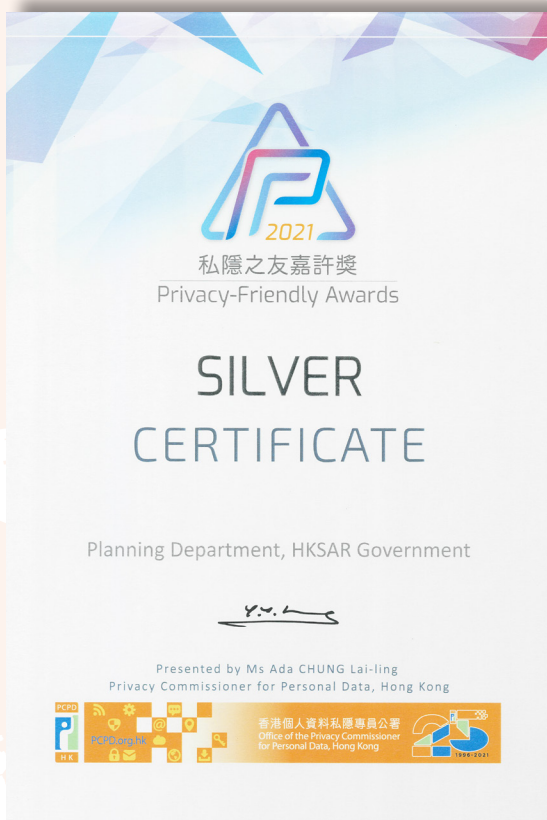 2021
私隱之友嘉許獎
Privacy-Friendly Awards
SILVER
CERTIFICATE
Planning Department, HKSAR Government
Presented by Ms Ada CHUNG Lai-ling
Privacy Commissioner for Personal Data, Hong Kong
PCPD
PCPD.org.hk
HK
香港個人資料私隱專員公署
Office of the Privacy Commissioner
for Personal Data, Hong Kong
25
1996-2021